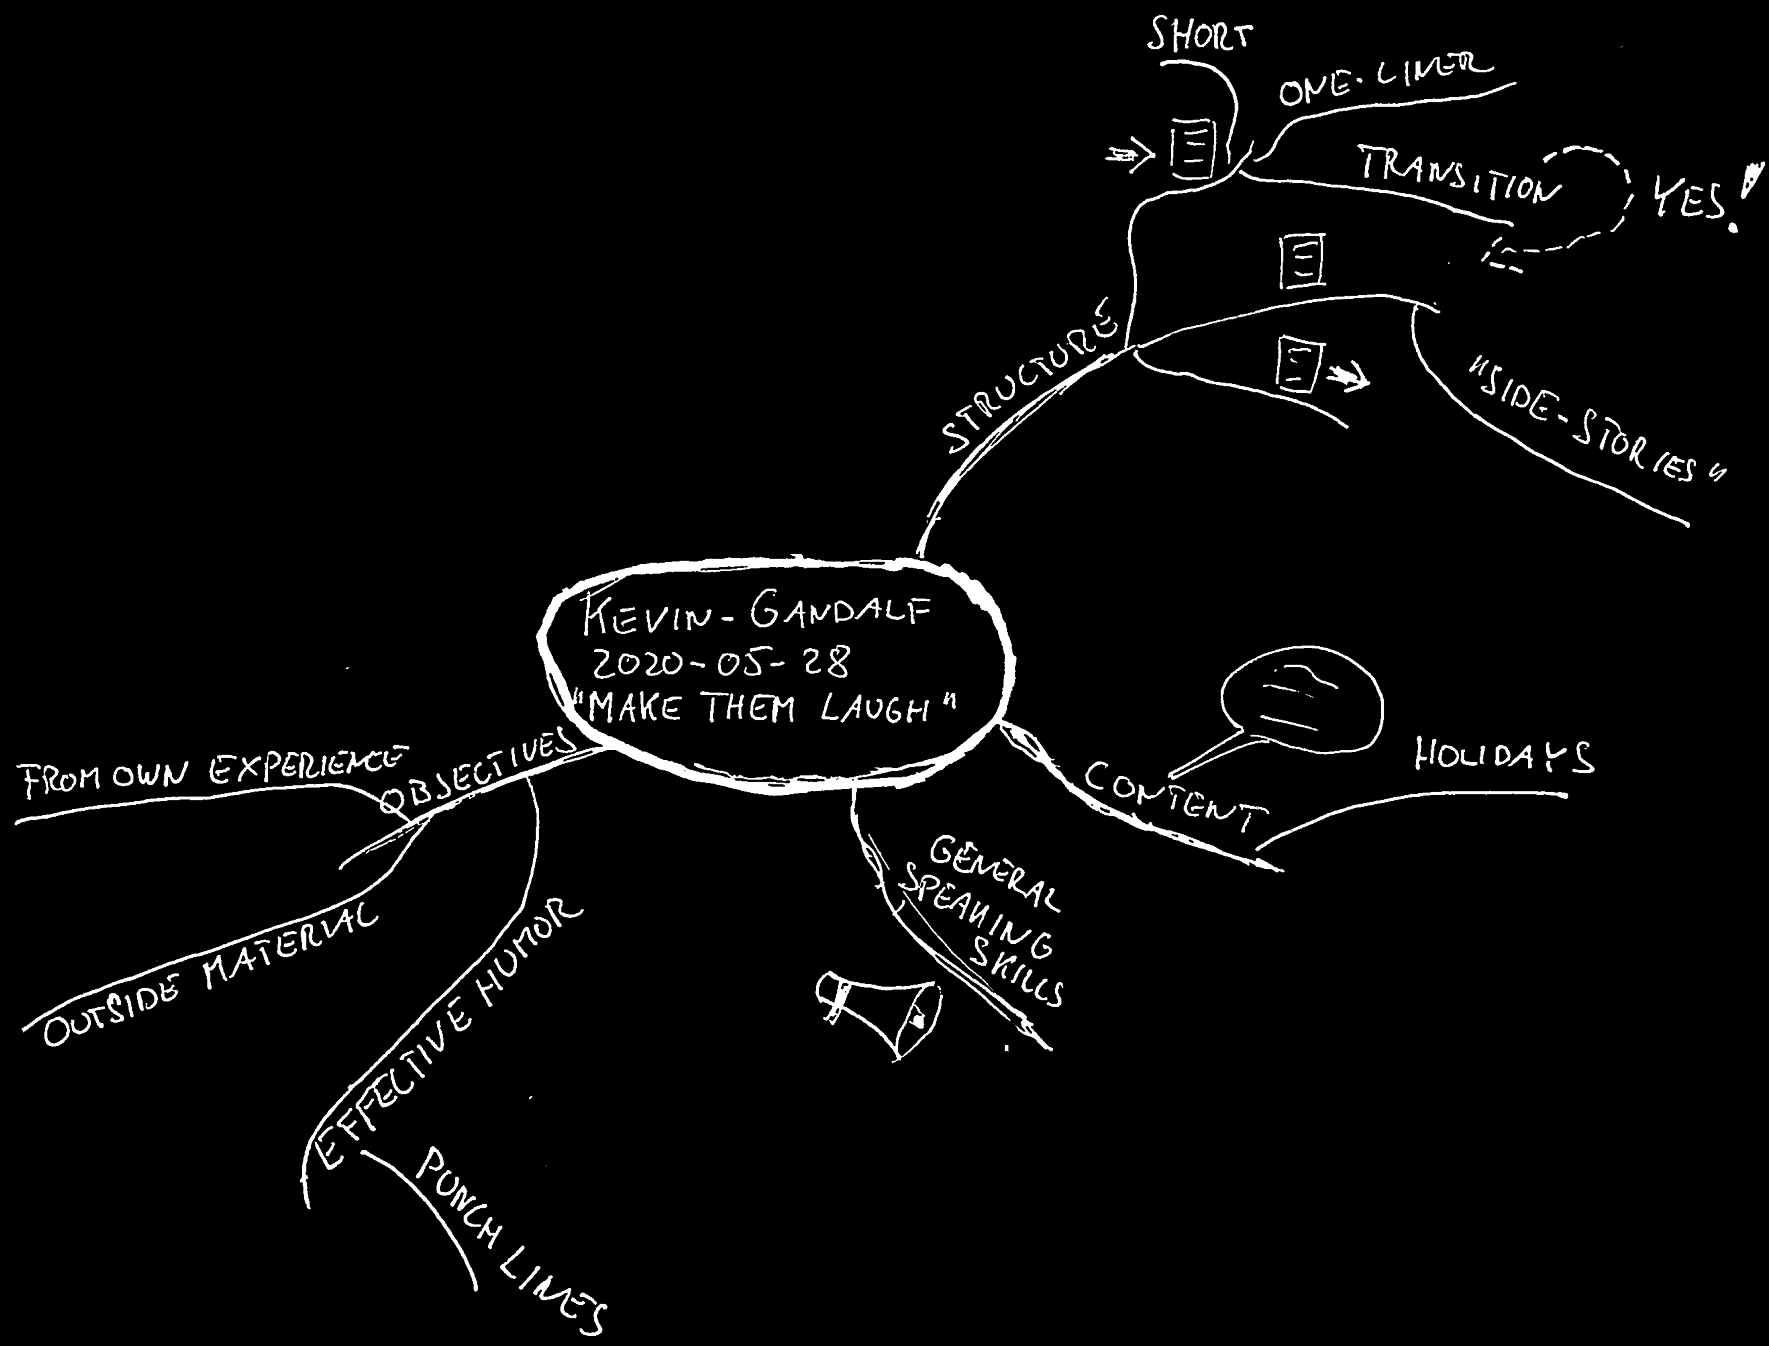 SHORT
ONE-LINER
TRANSITION
YES!
STRUCTURE
"SIDE-STORIES"
KEVIN-GANDALF
2020-05-28
"MAKE THEM LAUGH"
OBJECTIVES
FROM OWN EXPERIENCE
OUTSIDE MATERIAL
EFFECTIVE HUMOR
PUNCH LINES
GENERAL
SPEAKING
SKILLS
CONTENT
HOLIDAYS